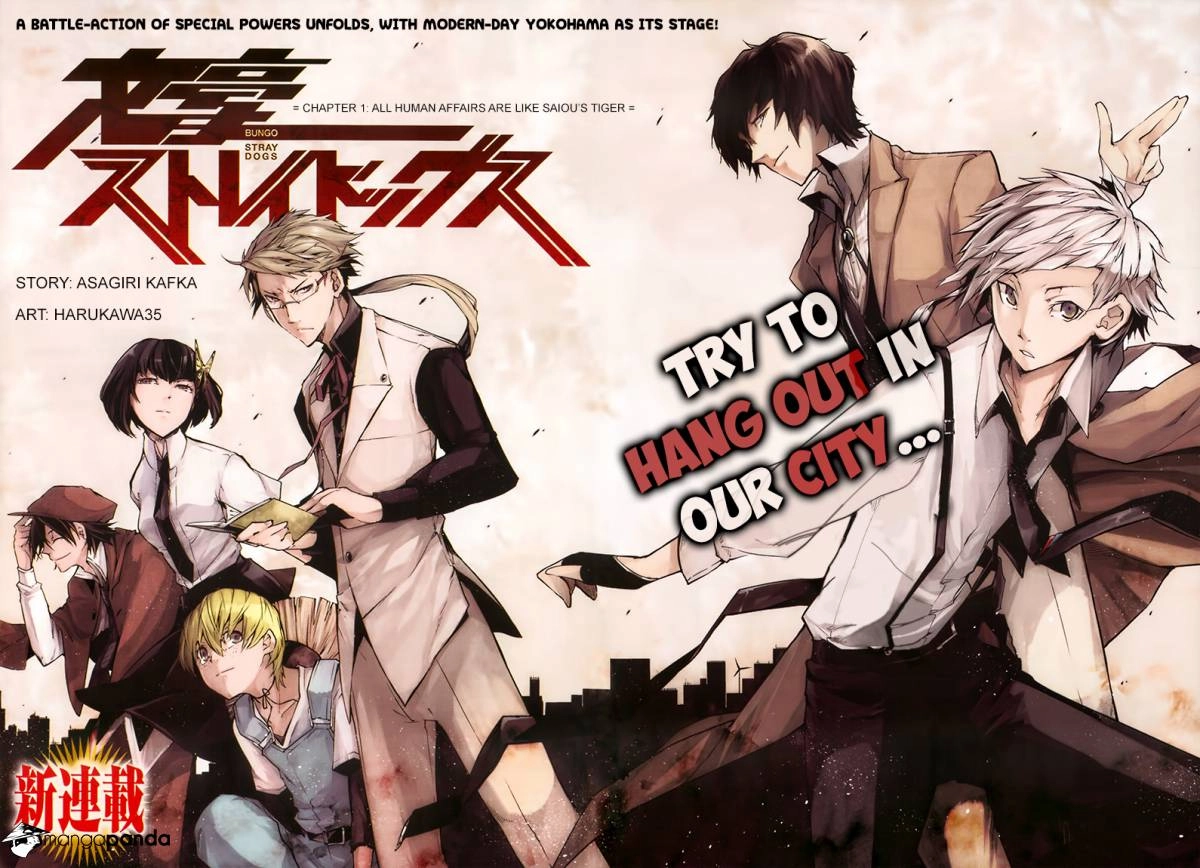 A BATTLE-ACTION OF SPECIAL POWERS UNFOLDS, WITH MODERN-DAY YOKOHAMA AS ITS STAGE!
文豪
= CHAPTER 1: ALL HUMAN AFFAIRS ARE LIKE SAIOU'S TIGER =
BUNGO
STRAY
DOGS
ストレイドッグス
STORY: ASAGIRI KAFKA
ART: HARUKAWA35
TRY TO
HANG OUT IN
OUR CITY...
新連載
mangapanda